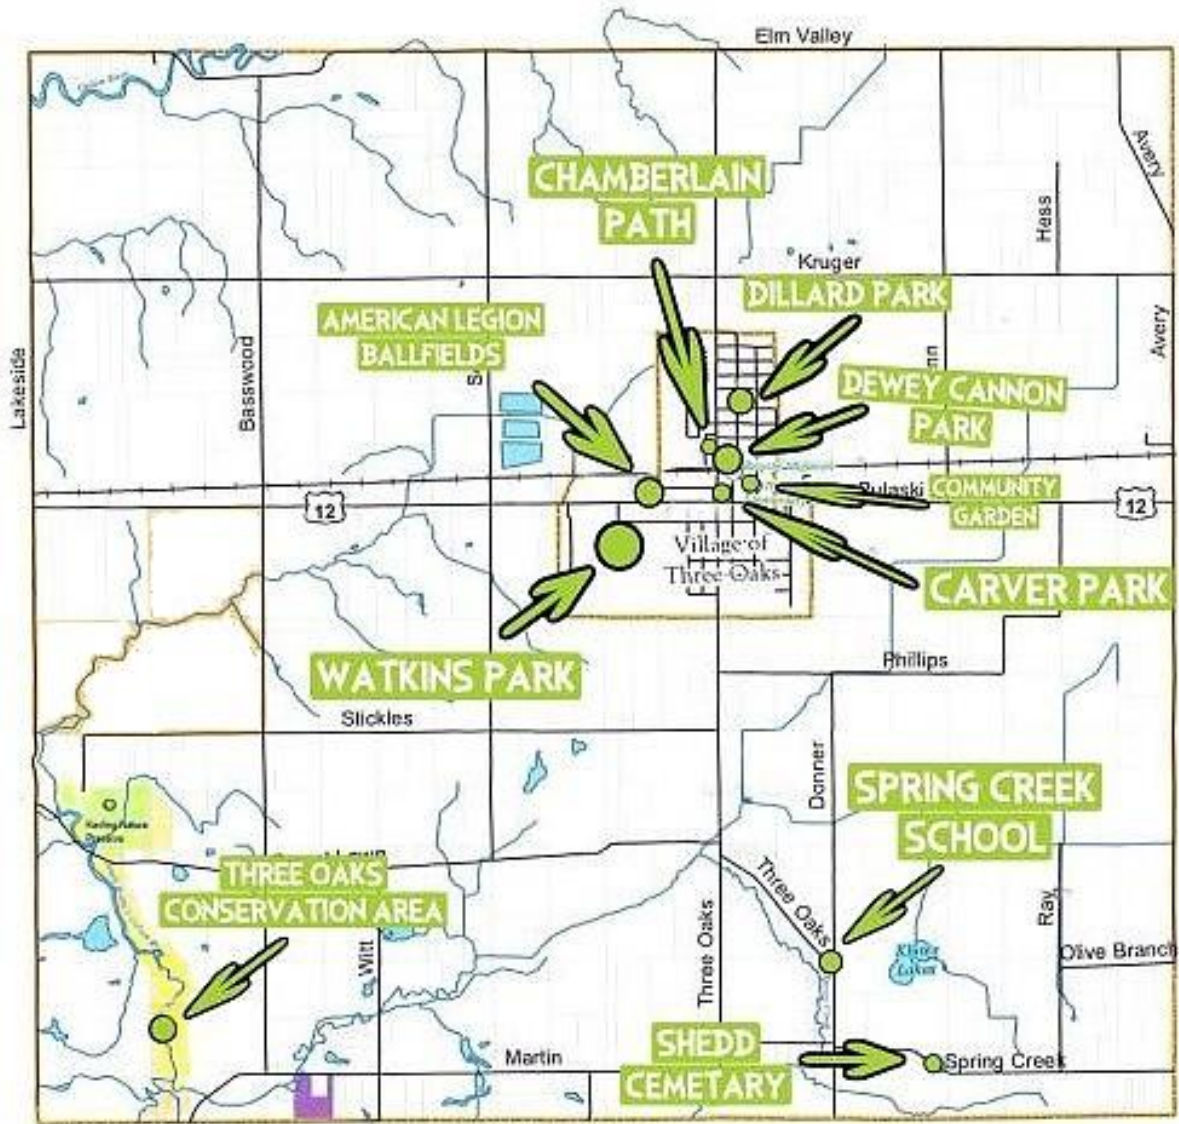 Elm Valley
Avery
CHAMBERLAIN
PATH
Hess
Kruger
DILLARD PARK
AMERICAN LEGION
BALLFIELDS
Lakeside
Basswood
Avery
DEWEY CANNON
PARK
12
Pulaski
COMMUNITY
GARDEN
12
Village of
Three Oaks
CARVER PARK
WATKINS PARK
Phillips
Stickles
Donner
SPRING CREEK
SCHOOL
THREE OAKS
CONSERVATION AREA
Three Oaks
Three Oaks
Ray
Olive Branch
Witt
Lakes
Martin
SHEDD
CEMETARY
Spring Creek